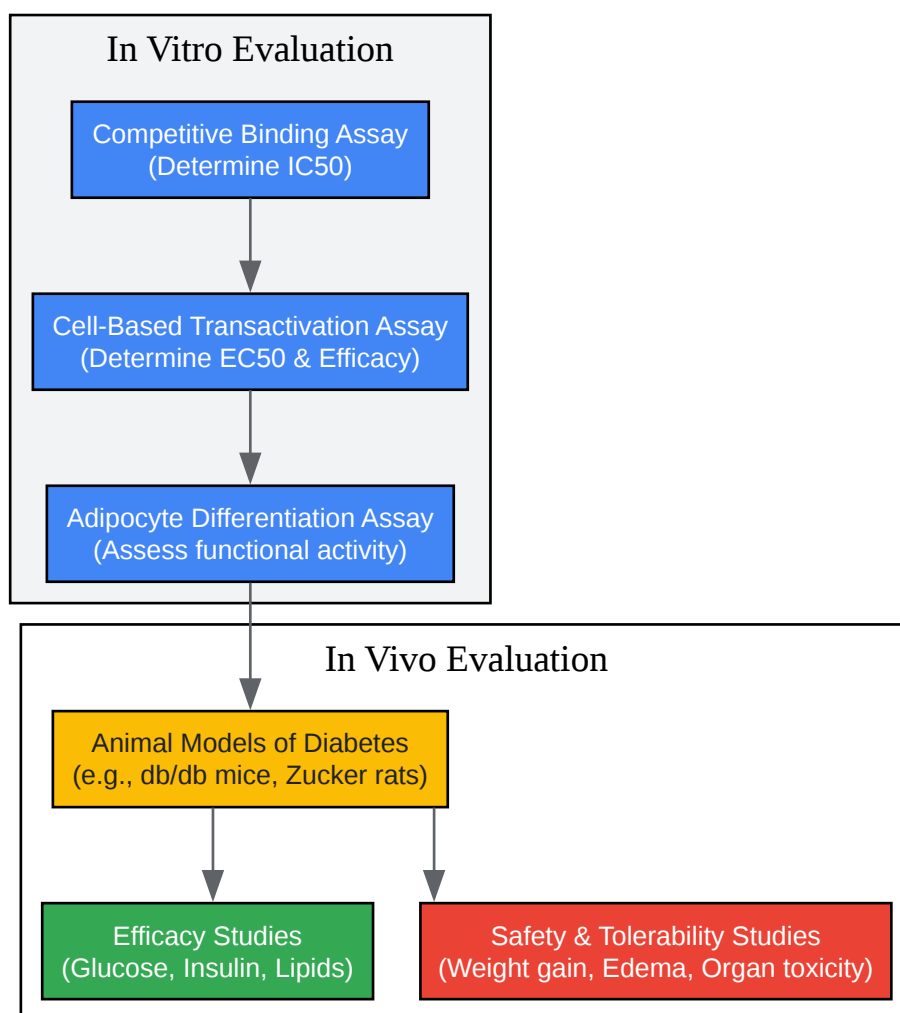 In Vitro Evaluation
Competitive Binding Assay
(Determine IC50)
Cell-Based Transactivation Assay
(Determine EC50 & Efficacy)
Adipocyte Differentiation Assay
(Assess functional activity)
In Vivo Evaluation
Animal Models of Diabetes
(e.g., db/db mice, Zucker rats)
Efficacy Studies
(Glucose, Insulin, Lipids)
Safety & Tolerability Studies
(Weight gain, Edema, Organ toxicity)